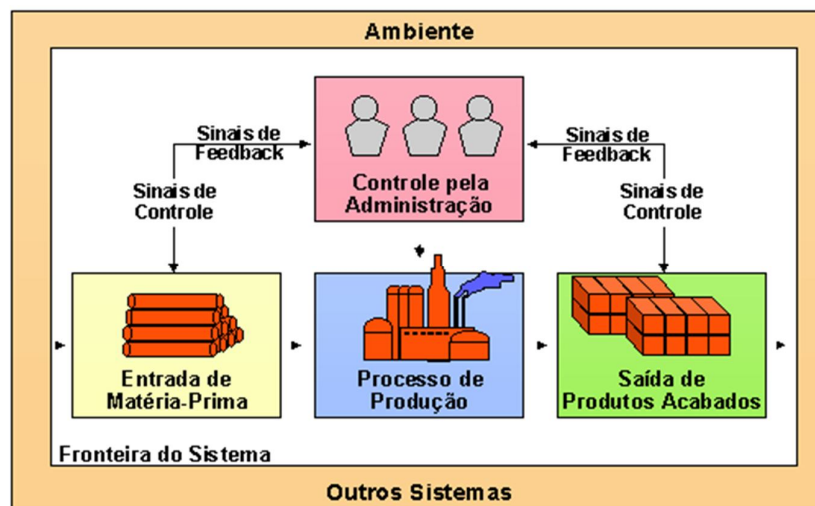 Ambiente
Sinais de
Feedback
Sinais de
Feedback
Controle pela
Administração
Sinais de
Controle
Sinais de
Controle
Entrada de
Matéria-Prima
Processo de
Produção
Saída de
Produtos Acabados
Fronteira do Sistema
Outros Sistemas